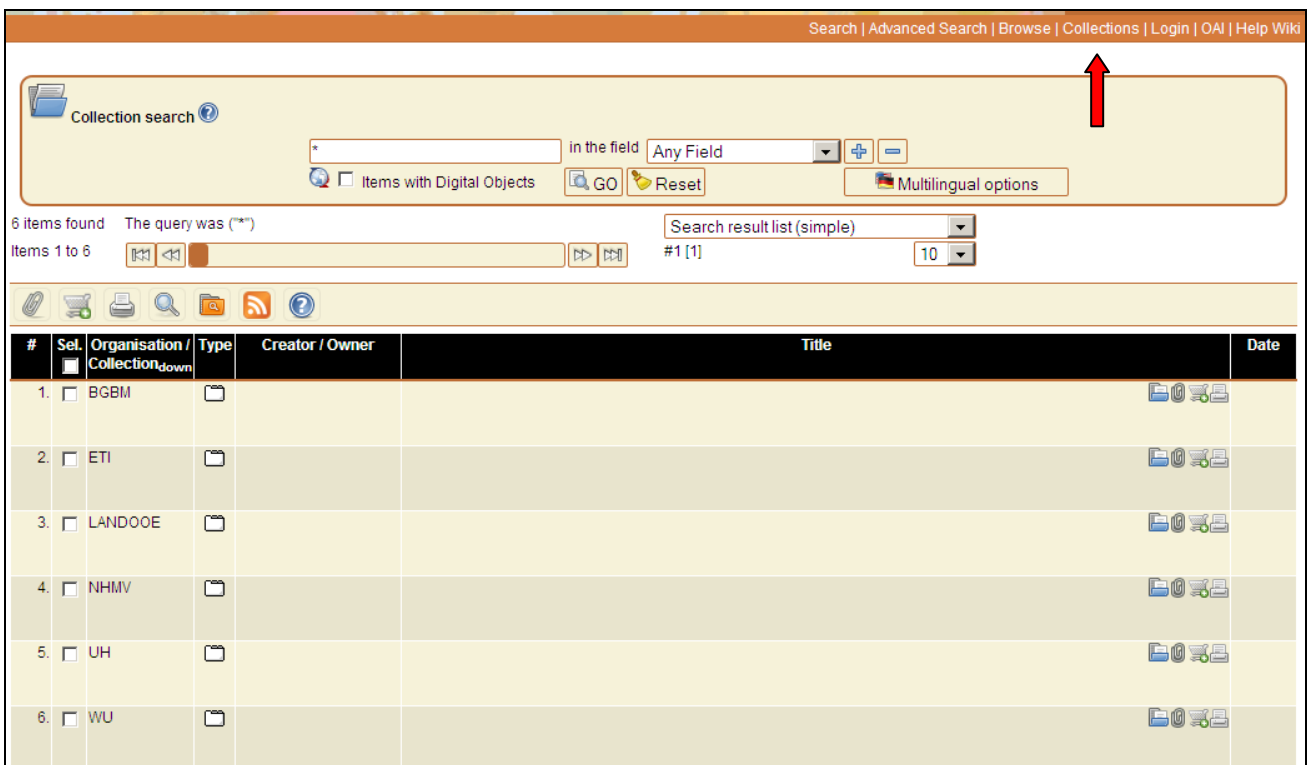 Search | Advanced Search | Browse | Collections | Login | OAI | Help Wiki
Collection search
* in the field Any Field
Items with Digital Objects GO Reset Multilingual options
6 items found The query was ("*") Search result list (simple)
Items 1 to 6 #1 [1] 10
# Sel. Organisation / Type Creator / Owner Title Date
Collection down
1. BGBM
2. ETI
3. LANDOOE
4. NHMV
5. UH
6. WU